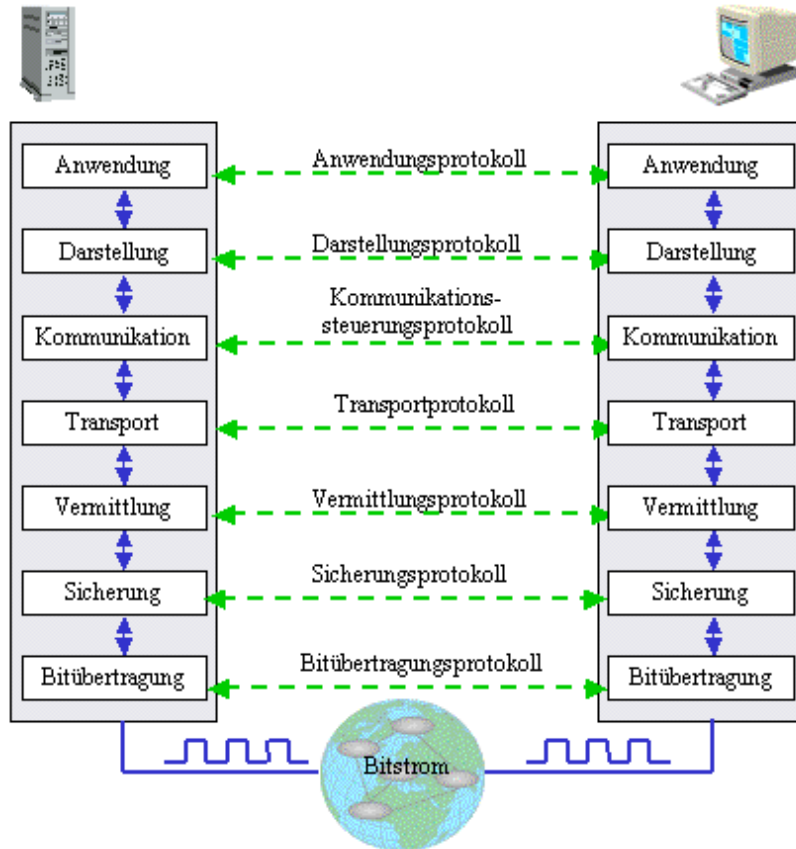 Anwendung
Anwendungsprotokoll
Anwendung
Darstellung
Darstellungsprotokoll
Darstellung
Kommunikation
Kommunikations-
steuerungsprotokoll
Kommunikation
Transport
Transportprotokoll
Transport
Vermittlung
Vermittlungsprotokoll
Vermittlung
Sicherung
Sicherungsprotokoll
Sicherung
Bitübertragung
Bitübertragungsprotokoll
Bitübertragung
Bitstrom